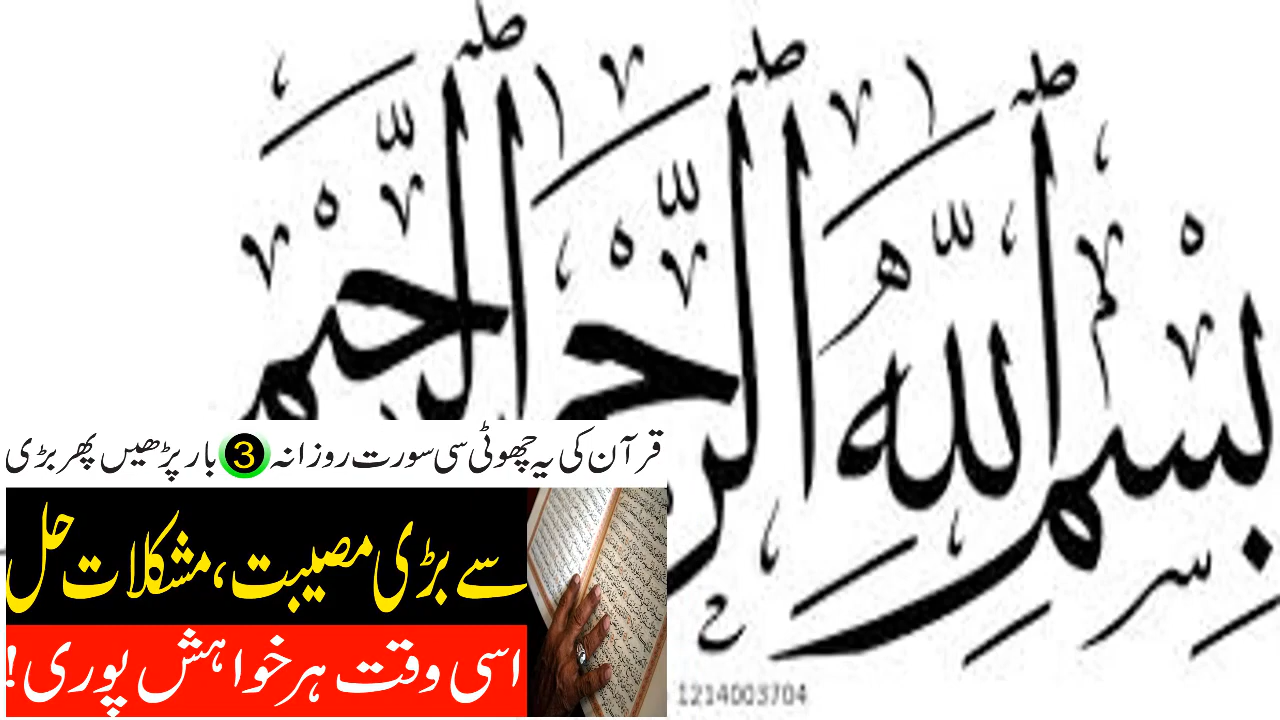 بِسْمِ اللَّهِ الرَّحْمَٰنِ الرَّحِيمِ
قرآن کی یہ چھوٹی سی سورت روزانہ 3 بار پڑھیں پھر بڑی
سے بڑی مصیبت، مشکلات حل
اسی وقت ہر خواہش پوری!
1214003704